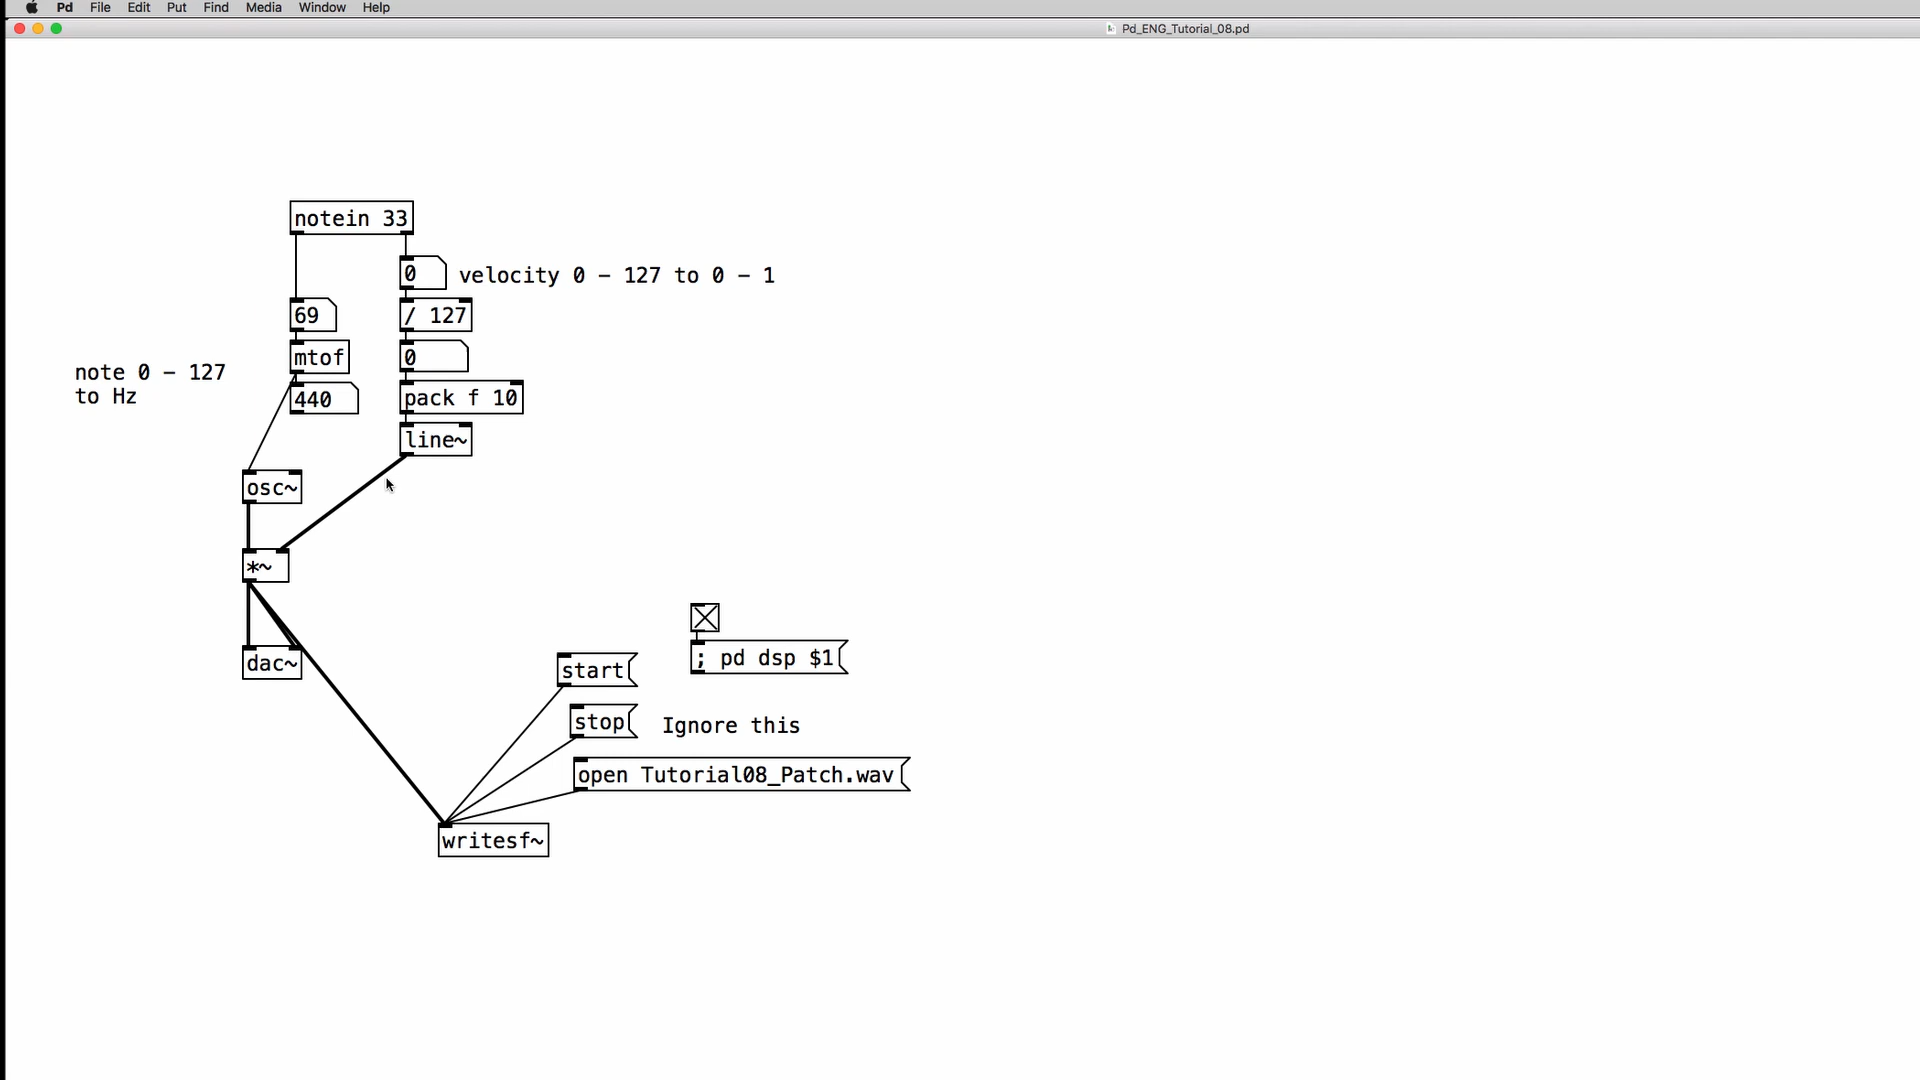 Pd File Edit Put Find Media Window Help
Pd_ENG_Tutorial_08.pd
notein 33
0
velocity 0 – 127 to 0 – 1
69
/ 127
mtof
0
note 0 – 127
to Hz
440
pack f 10
line~
osc~
*~
dac~
start
; pd dsp $1
stop
Ignore this
open Tutorial08_Patch.wav
writesf~